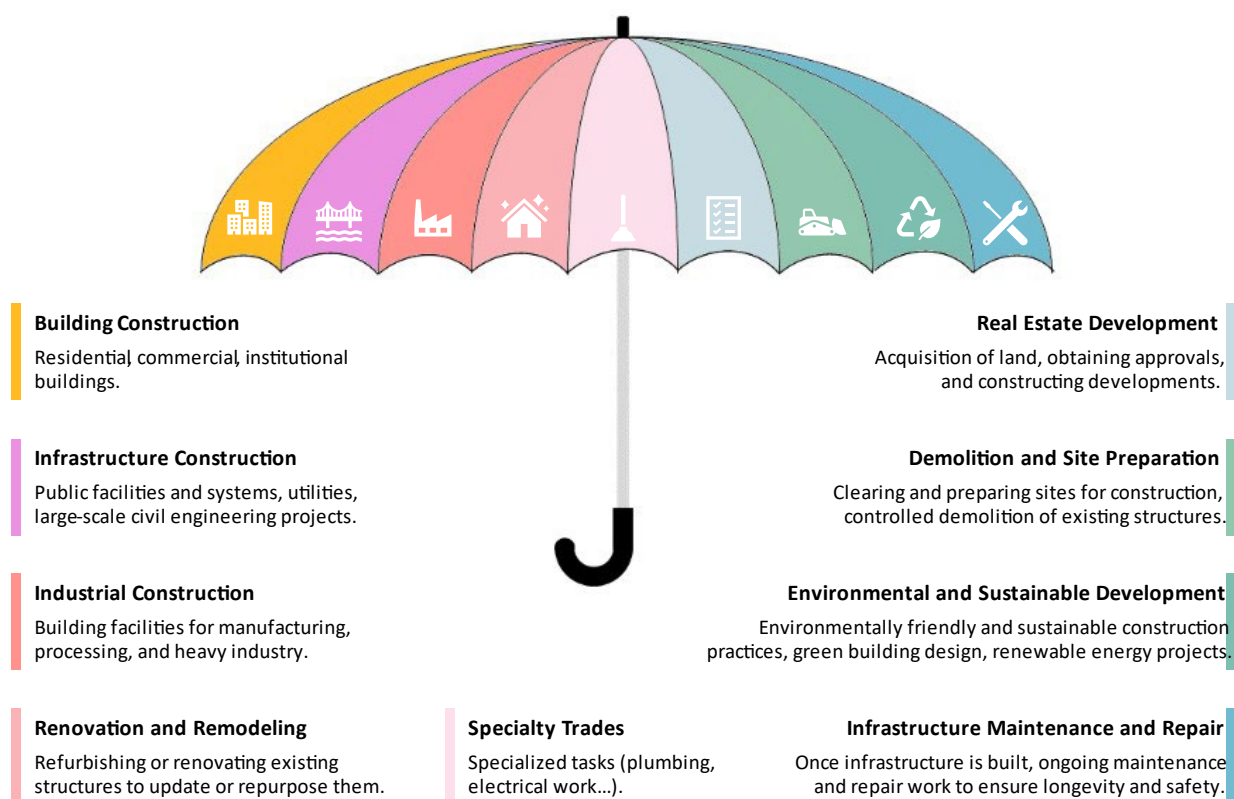 Building Construction
Residential, commercial, institutional
buildings.
Infrastructure Construction
Public facilities and systems, utilities,
large-scale civil engineering projects.
Industrial Construction
Building facilities for manufacturing,
processing, and heavy industry.
Renovation and Remodeling
Refurbishing or renovating existing
structures to update or repurpose them.
Specialty Trades
Specialized tasks (plumbing,
electrical work...).
Real Estate Development
Acquisition of land, obtaining approvals,
and constructing developments.
Demolition and Site Preparation
Clearing and preparing sites for construction,
controlled demolition of existing structures.
Environmental and Sustainable Development
Environmentally friendly and sustainable construction
practices, green building design, renewable energy projects.
Infrastructure Maintenance and Repair
Once infrastructure is built, ongoing maintenance
and repair work to ensure longevity and safety.